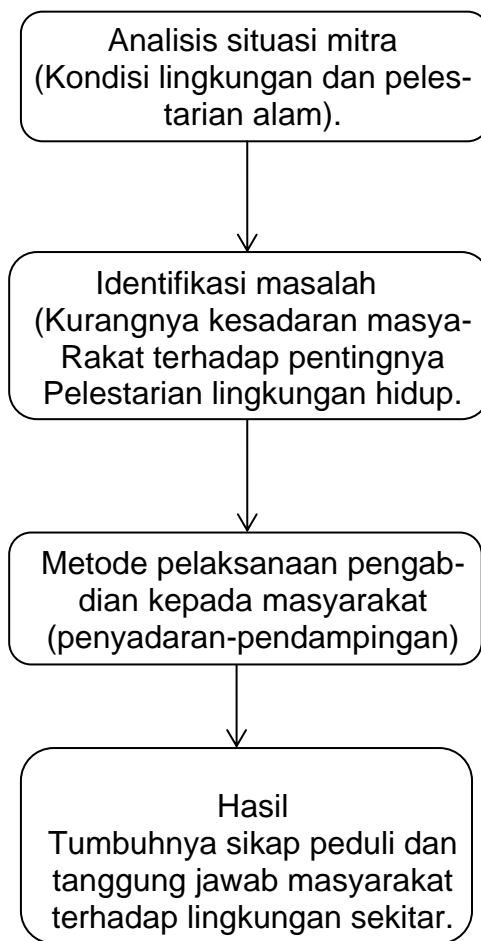 Analisis situasi mitra
(Kondisi lingkungan dan peles-
tarian alam).
Identifikasi masalah
(Kurangnya kesadaran masya-
Rakat terhadap pentingnya
Pelestarian lingkungan hidup.
Metode pelaksanaan pengab-
dian kepada masyarakat
(penyadaran-pendampingan)
Hasil
Tumbuhnya sikap peduli dan
tanggung jawab masyarakat
terhadap lingkungan sekitar.